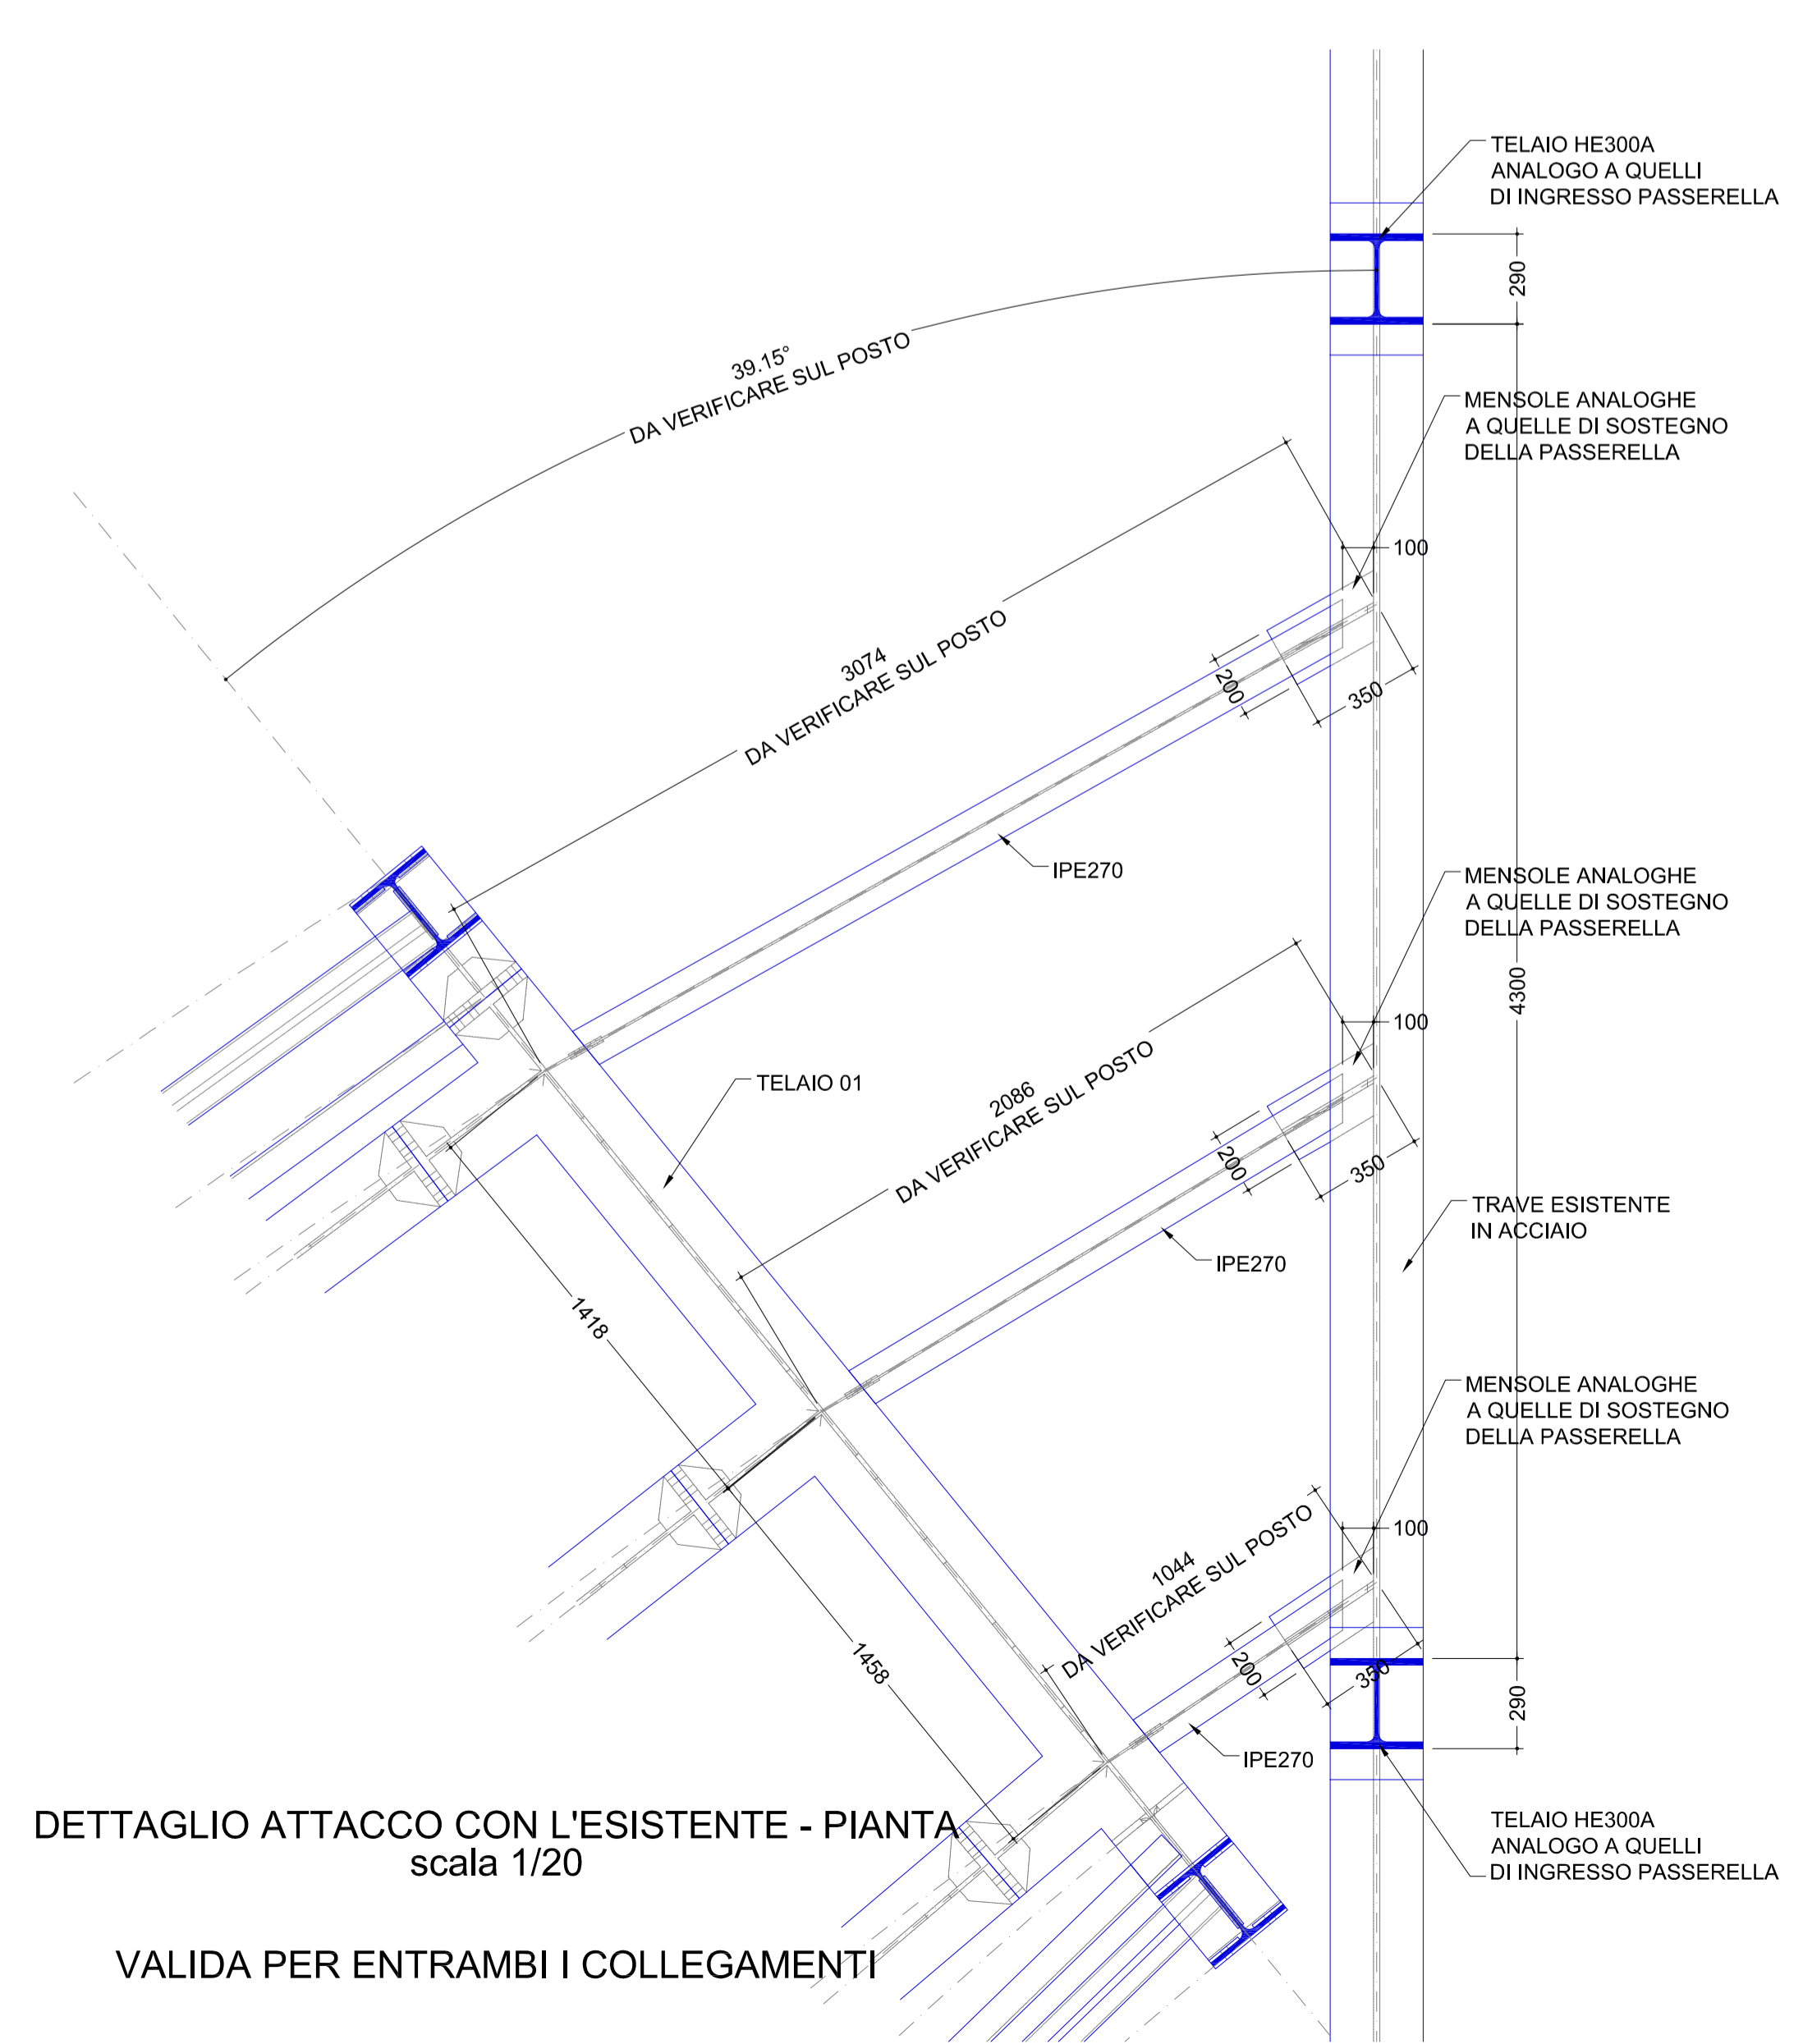 TELAIO HE300A
ANALOGO A QUELLI
DI INGRESSO PASSERELLA
290
39.15°
DA VERIFICARE SUL POSTO
MENSOLE ANALOGHE
A QUELLE DI SOSTEGNO
DELLA PASSERELLA
100
3074
DA VERIFICARE SUL POSTO
200
350
IPE270
MENSOLE ANALOGHE
A QUELLE DI SOSTEGNO
DELLA PASSERELLA
4300
100
TELAIO 01
2086
DA VERIFICARE SUL POSTO
200
350
TRAVE ESISTENTE
IN ACCIAIO
IPE270
1418
MENSOLE ANALOGHE
A QUELLE DI SOSTEGNO
DELLA PASSERELLA
100
1044
DA VERIFICARE SUL POSTO
1458
200
350
290
IPE270
DETTAGLIO ATTACCO CON L'ESISTENTE - PIANTA
scala 1/20
TELAIO HE300A
ANALOGO A QUELLI
DI INGRESSO PASSERELLA
VALIDA PER ENTRAMBI I COLLEGAMENTI